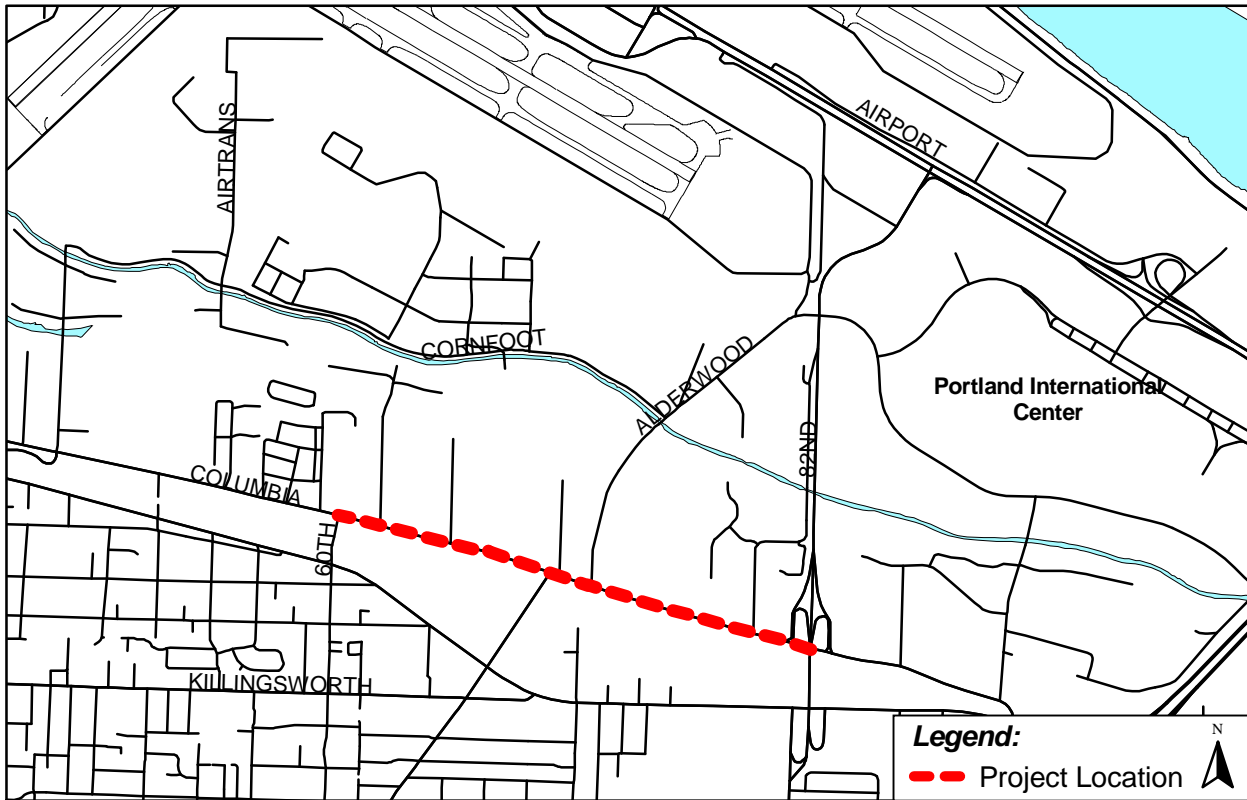 AIRPORT
AIRTRANS
CORNFOOT
ALDERWOOD
Portland International
Center
82ND
COLUMBIA
60TH
KILLINGSWORTH
Legend:
N
Project Location